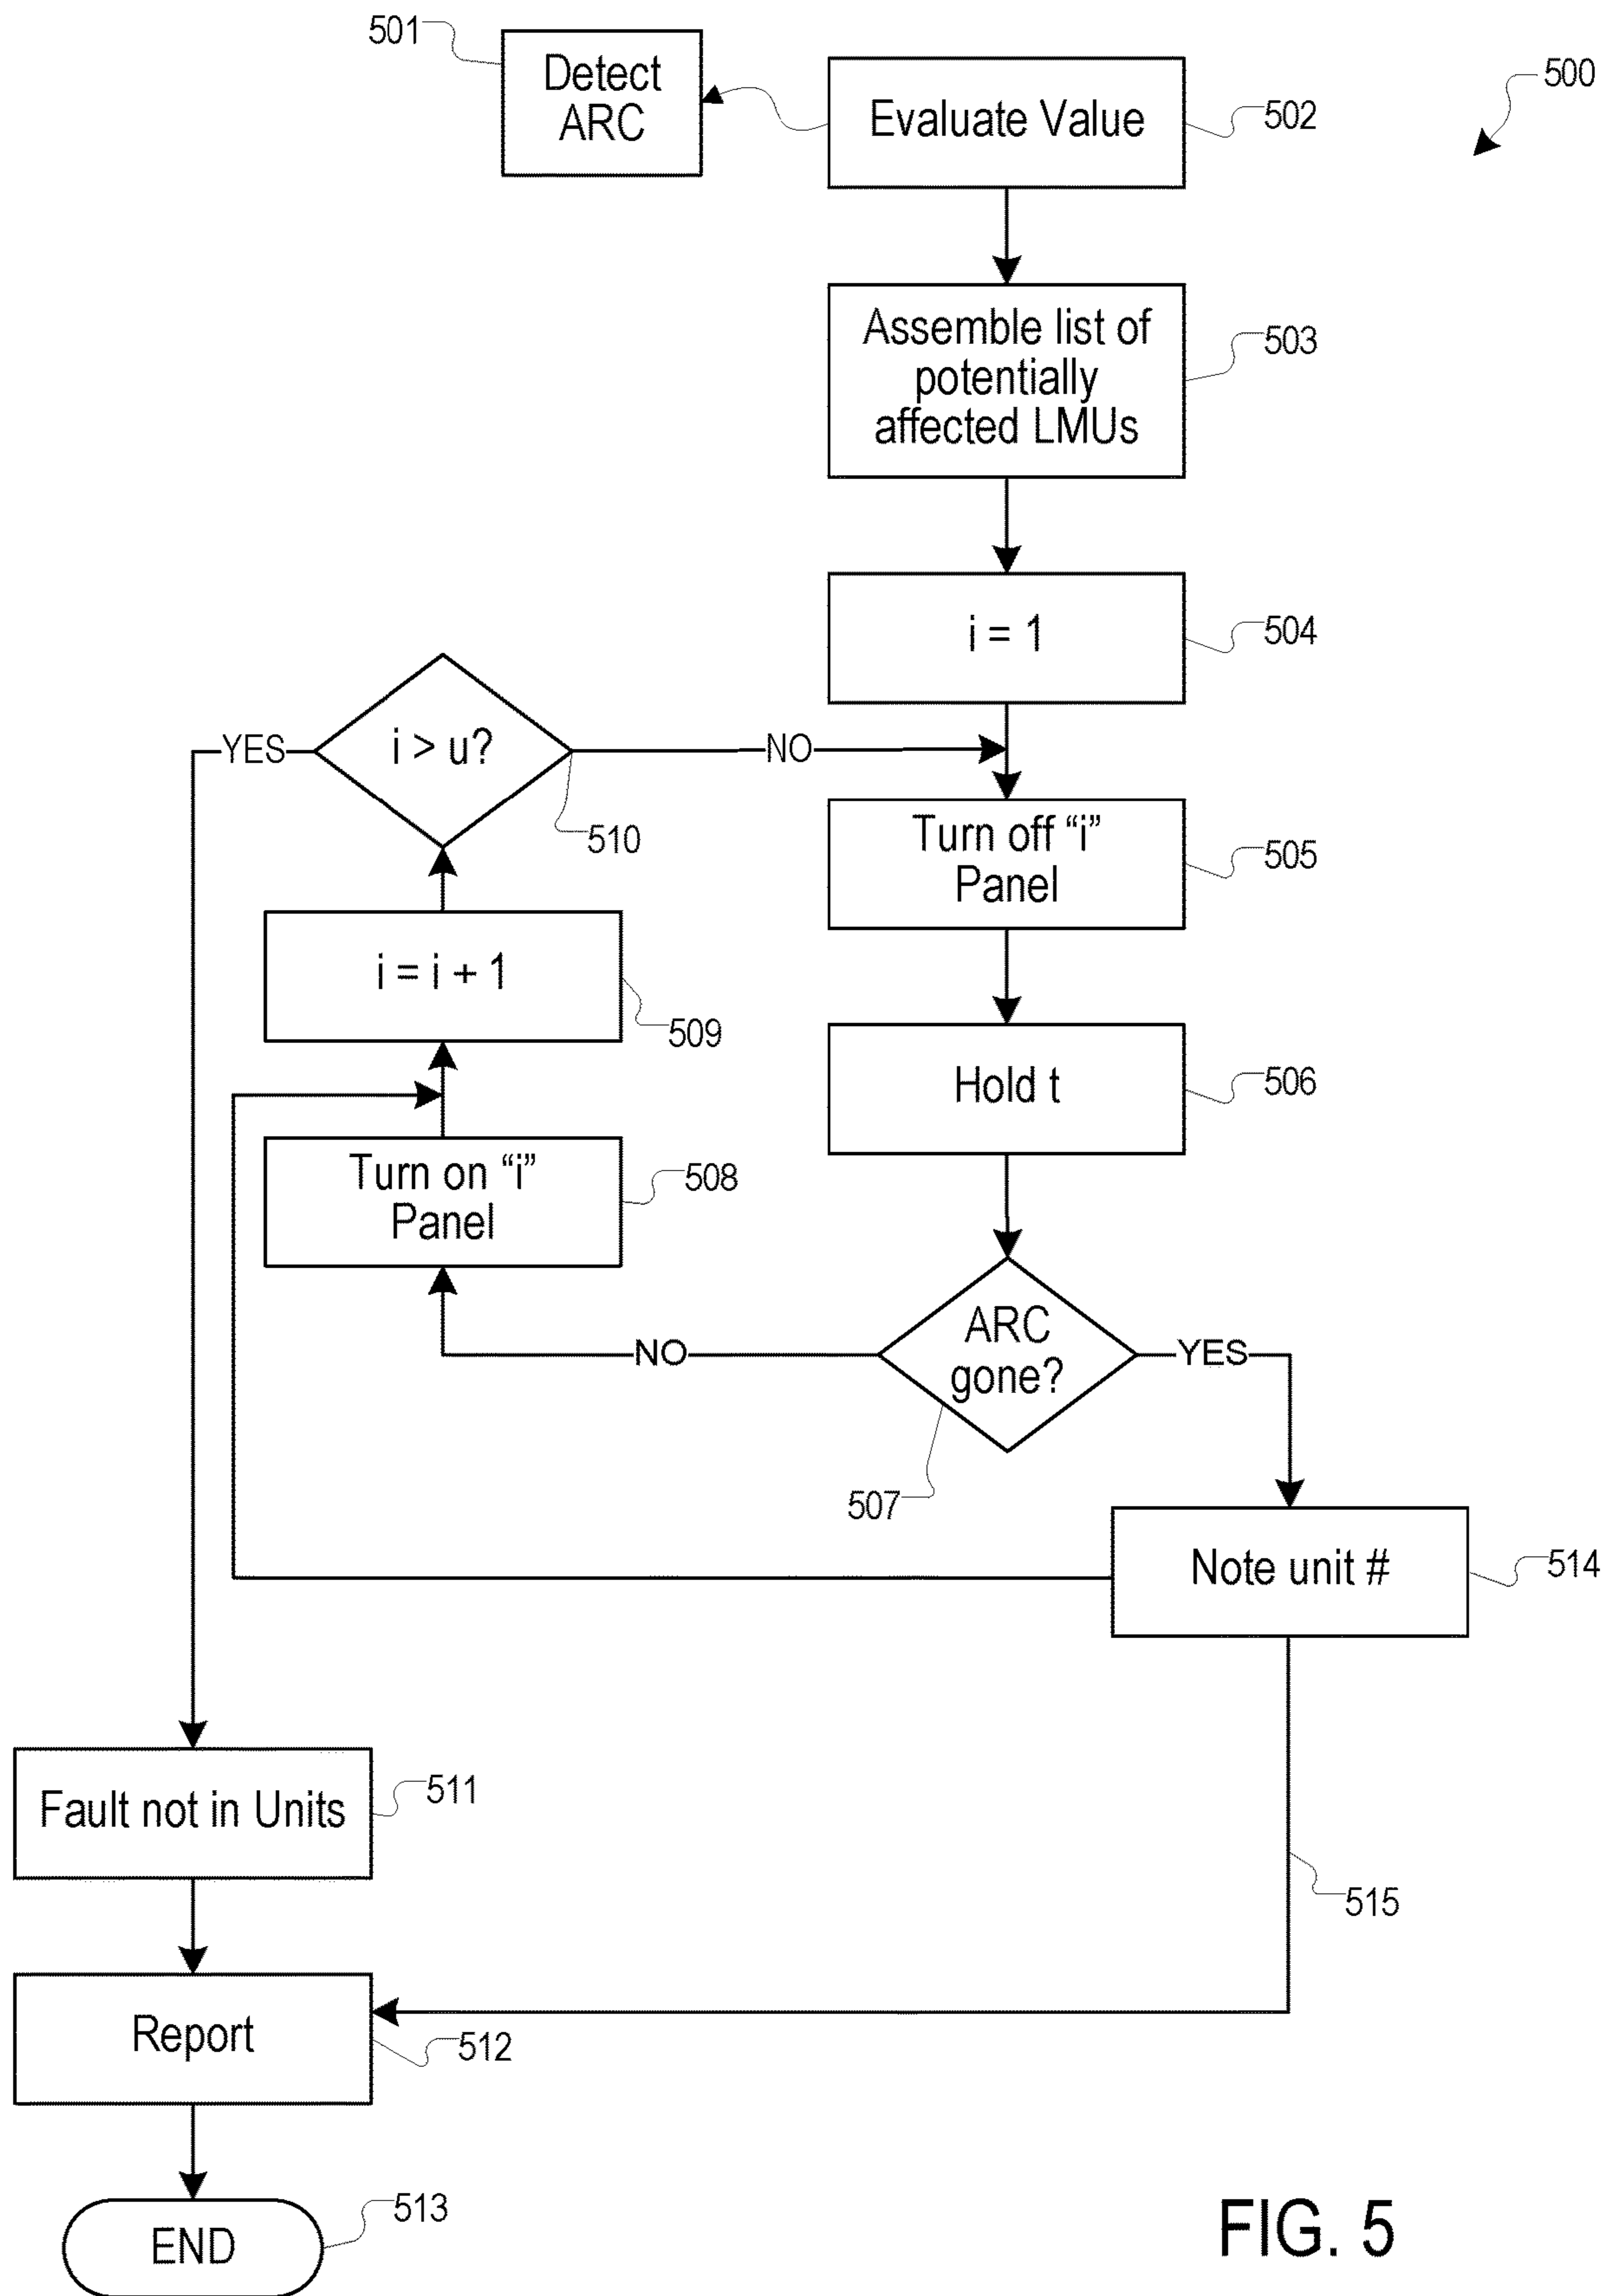 501
Detect
ARC
Evaluate Value
502
500
Assemble list of
potentially
affected LMUs
503
i = 1
504
YES
i > u?
NO
510
Turn off “i”
Panel
505
i = i + 1
509
Hold t
506
Turn on “i”
Panel
508
ARC
gone?
NO
YES
507
Note unit #
514
Fault not in Units
511
515
Report
512
END
513
FIG. 5